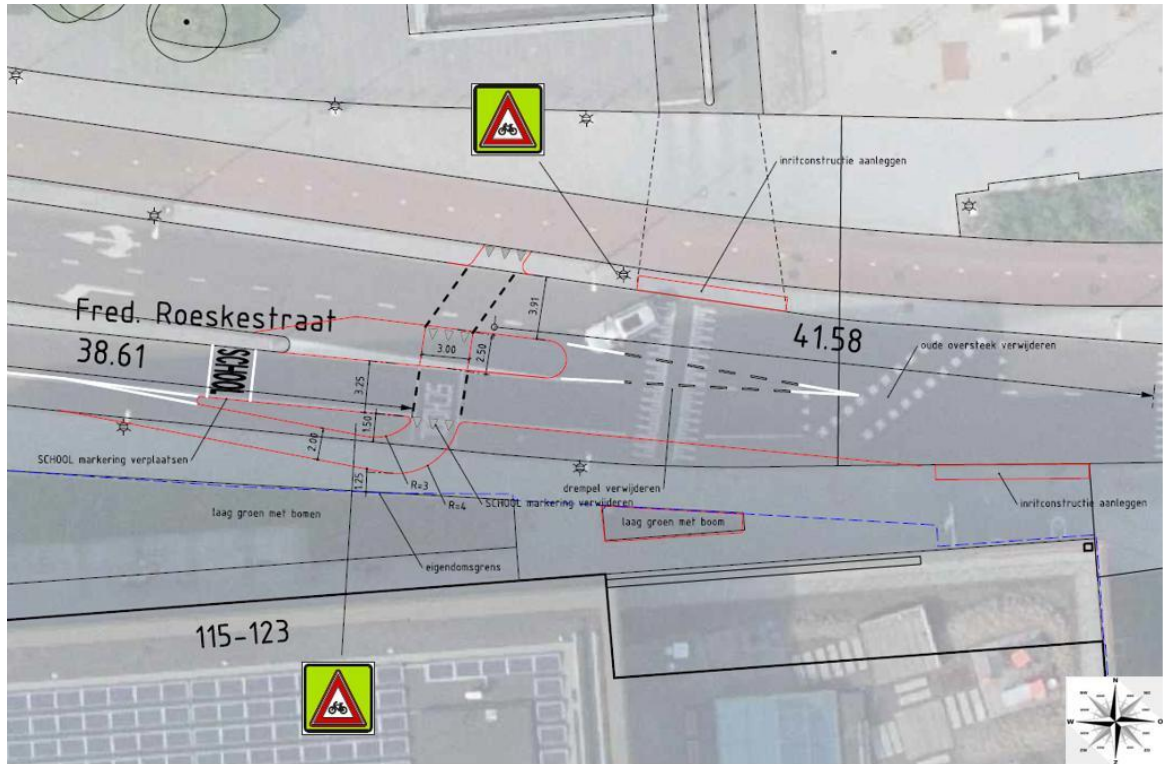 inritconstructie aanleggen
Fred. Roeskestraat
38.61
3.91
41.58
oude oversteek verwijderen
3.00
2.50
SCHOOL
3.25
1.50
SCHOOL markering verplaatsen
2.00
1.25
R=3
R=4
SCHOOL markering verwijderen
drempel verwijderen
inritconstructie aanleggen
laag groen met bomen
laag groen met boom
eigendomsgrens
115-123
N
W
O
Z